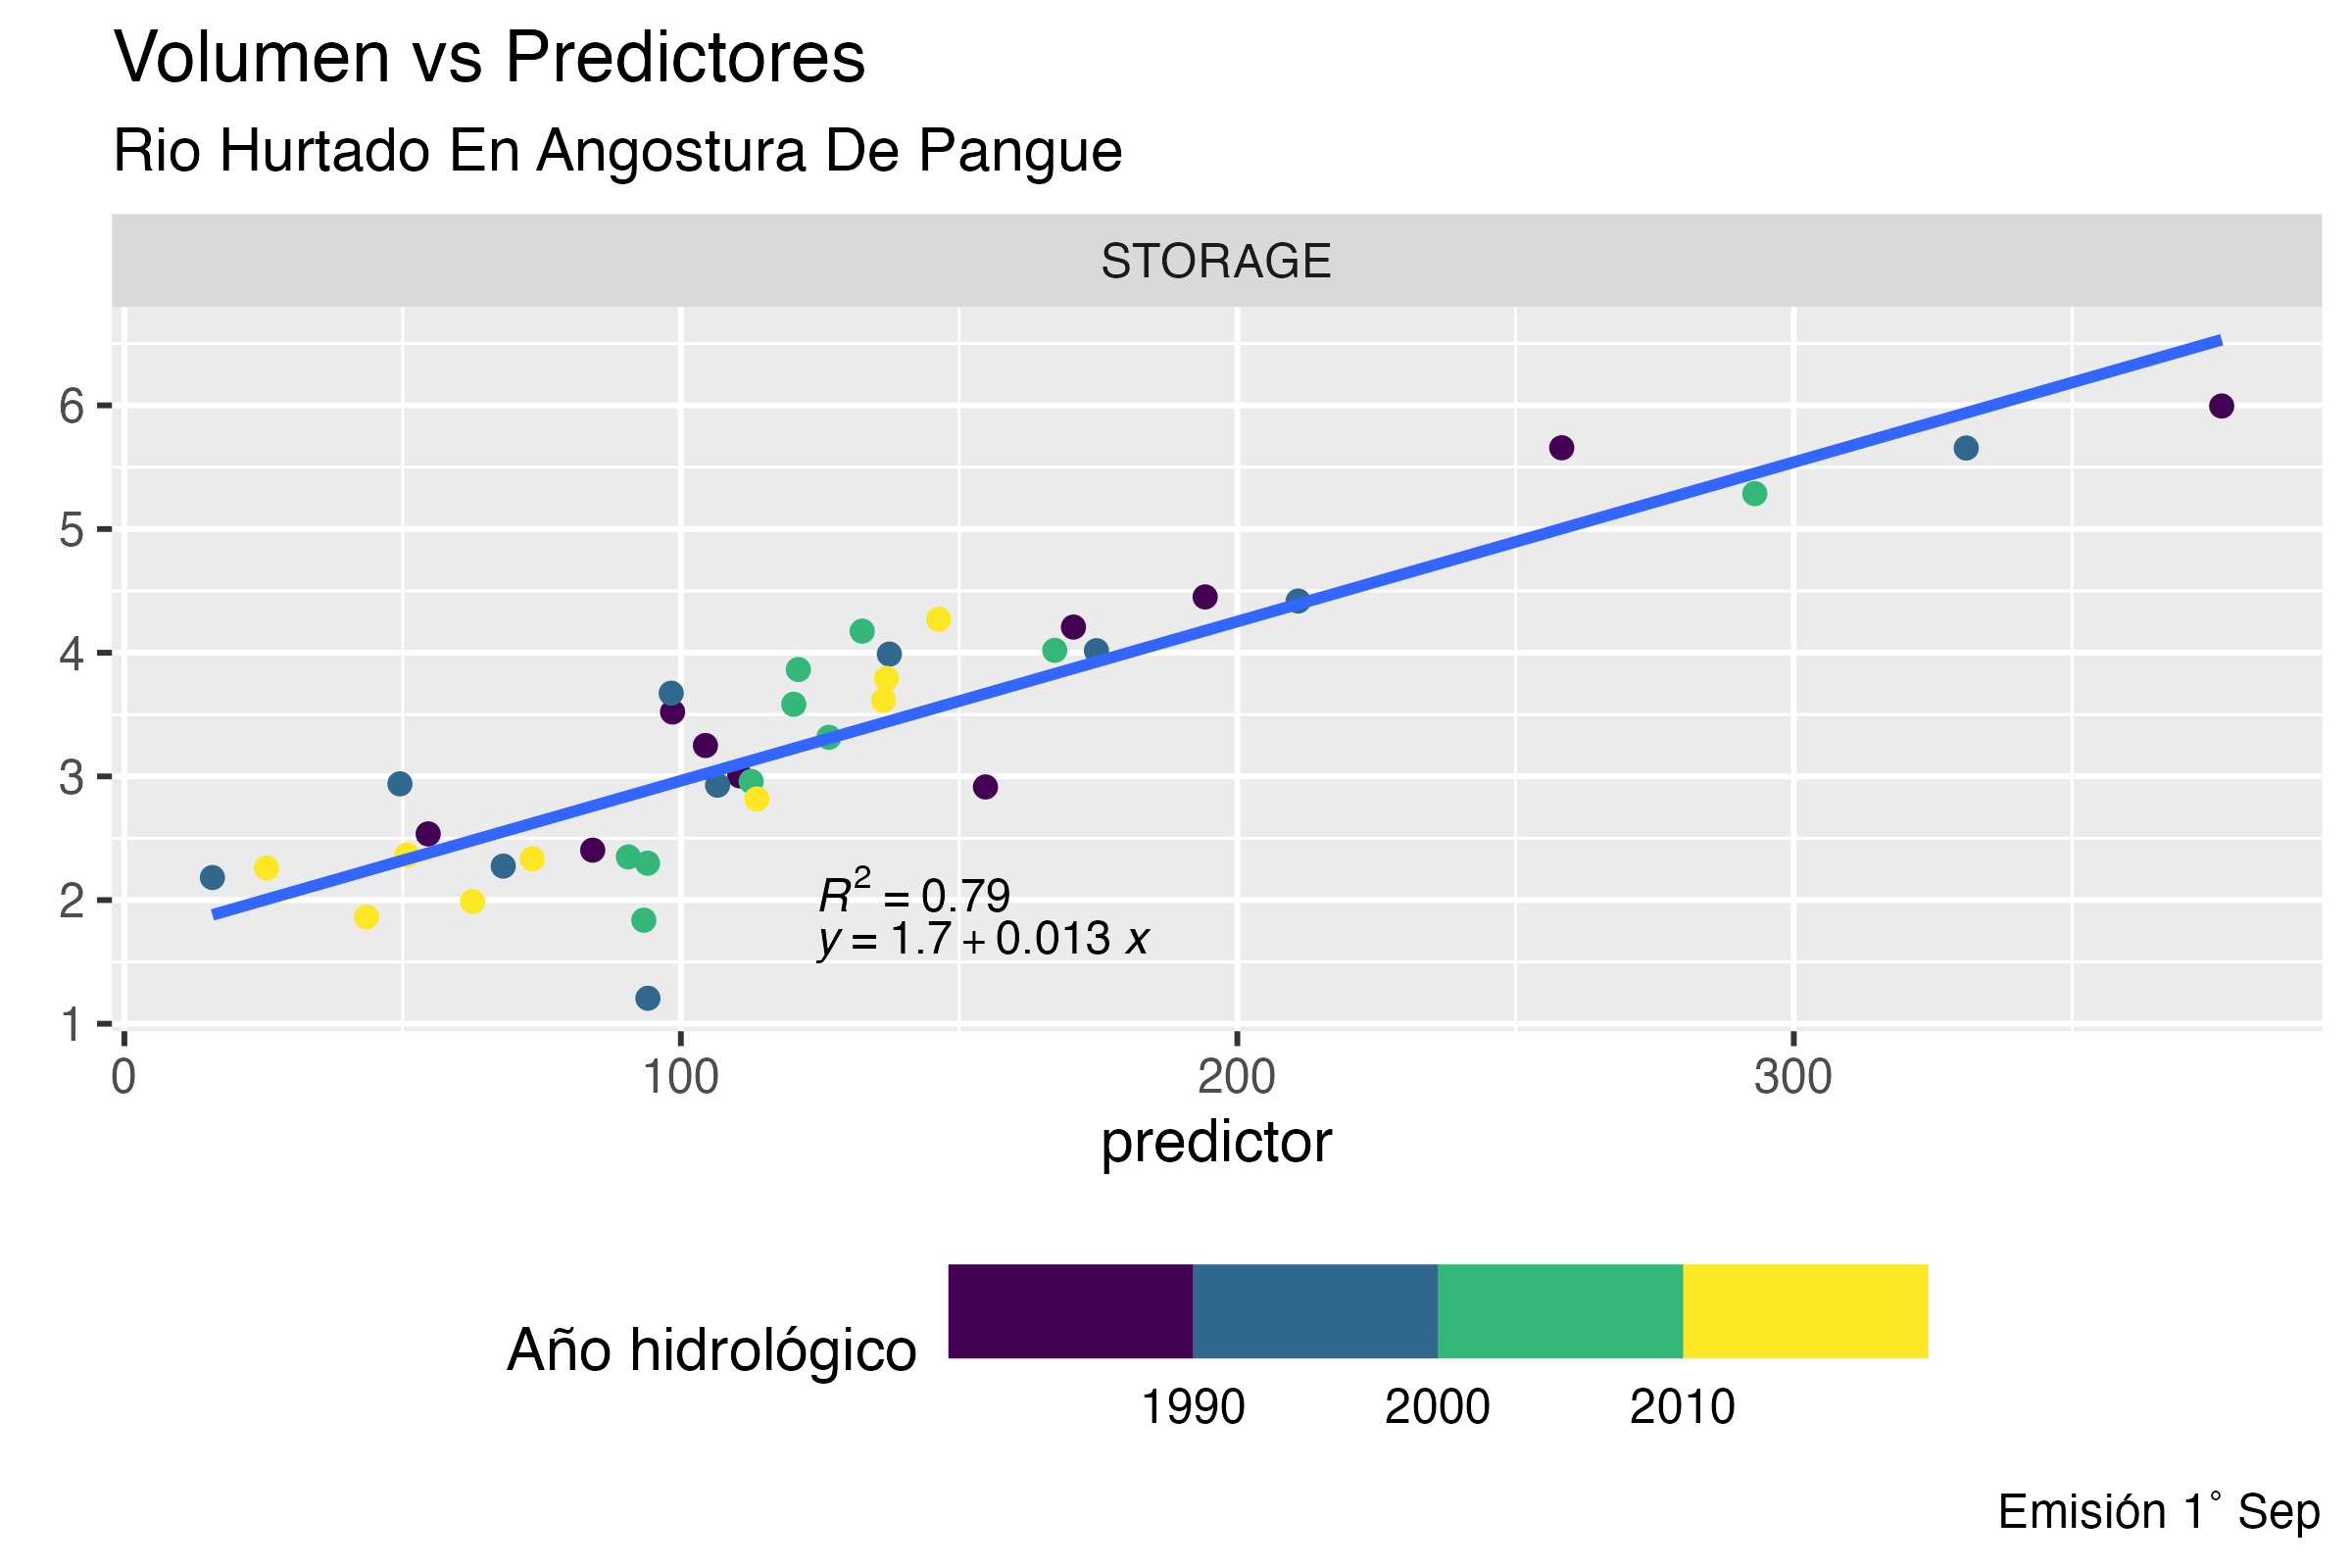 Volumen vs Predictores
Rio Hurtado En Angostura De Pangue
STORAGE
6
5
4
3
2
1
R² = 0.79
y = 1.7 + 0.013 x
0 100 200 300
predictor
Año hidrológico
1990 2000 2010
Emisión 1˚ Sep